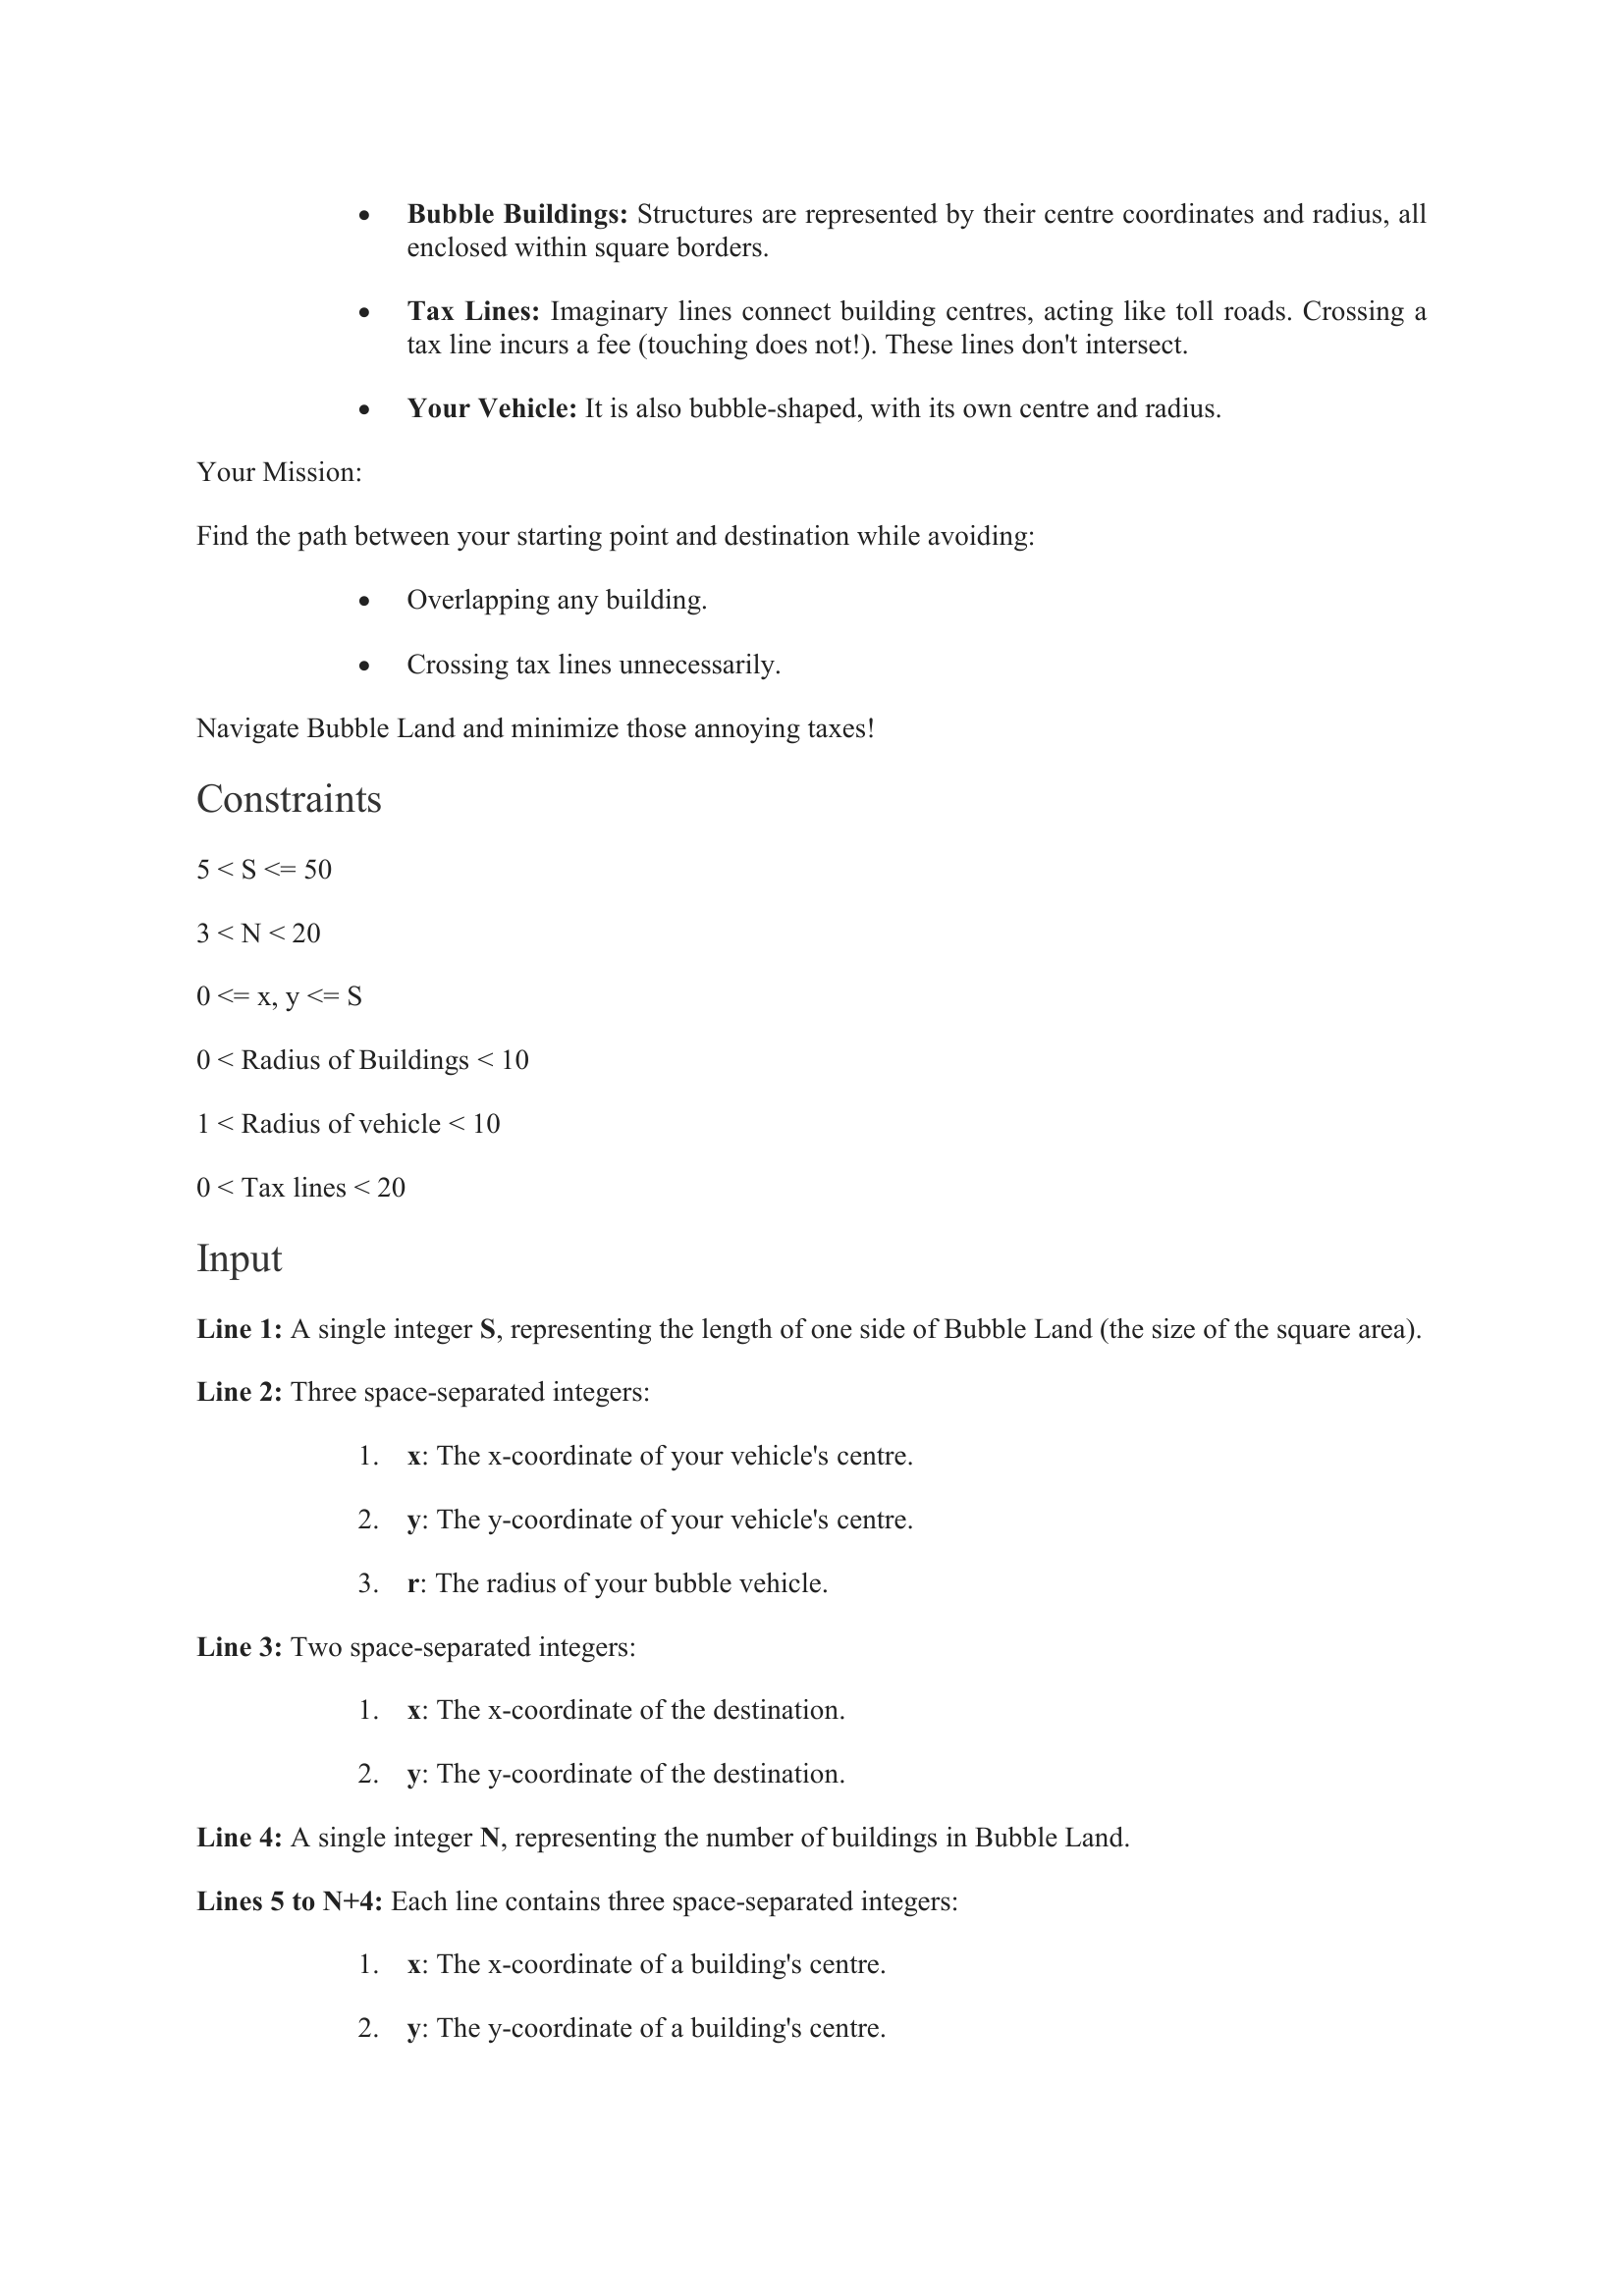 • Bubble Buildings: Structures are represented by their centre coordinates and radius, all
enclosed within square borders.
• Tax Lines: Imaginary lines connect building centres, acting like toll roads. Crossing a
tax line incurs a fee (touching does not!). These lines don't intersect.
• Your Vehicle: It is also bubble-shaped, with its own centre and radius.
Your Mission:
Find the path between your starting point and destination while avoiding:
• Overlapping any building.
• Crossing tax lines unnecessarily.
Navigate Bubble Land and minimize those annoying taxes!
Constraints
5 < S <= 50
3 < N < 20
0 <= x, y <= S
0 < Radius of Buildings < 10
1 < Radius of vehicle < 10
0 < Tax lines < 20
Input
Line 1: A single integer S, representing the length of one side of Bubble Land (the size of the square area).
Line 2: Three space-separated integers:
1. x: The x-coordinate of your vehicle's centre.
2. y: The y-coordinate of your vehicle's centre.
3. r: The radius of your bubble vehicle.
Line 3: Two space-separated integers:
1. x: The x-coordinate of the destination.
2. y: The y-coordinate of the destination.
Line 4: A single integer N, representing the number of buildings in Bubble Land.
Lines 5 to N+4: Each line contains three space-separated integers:
1. x: The x-coordinate of a building's centre.
2. y: The y-coordinate of a building's centre.